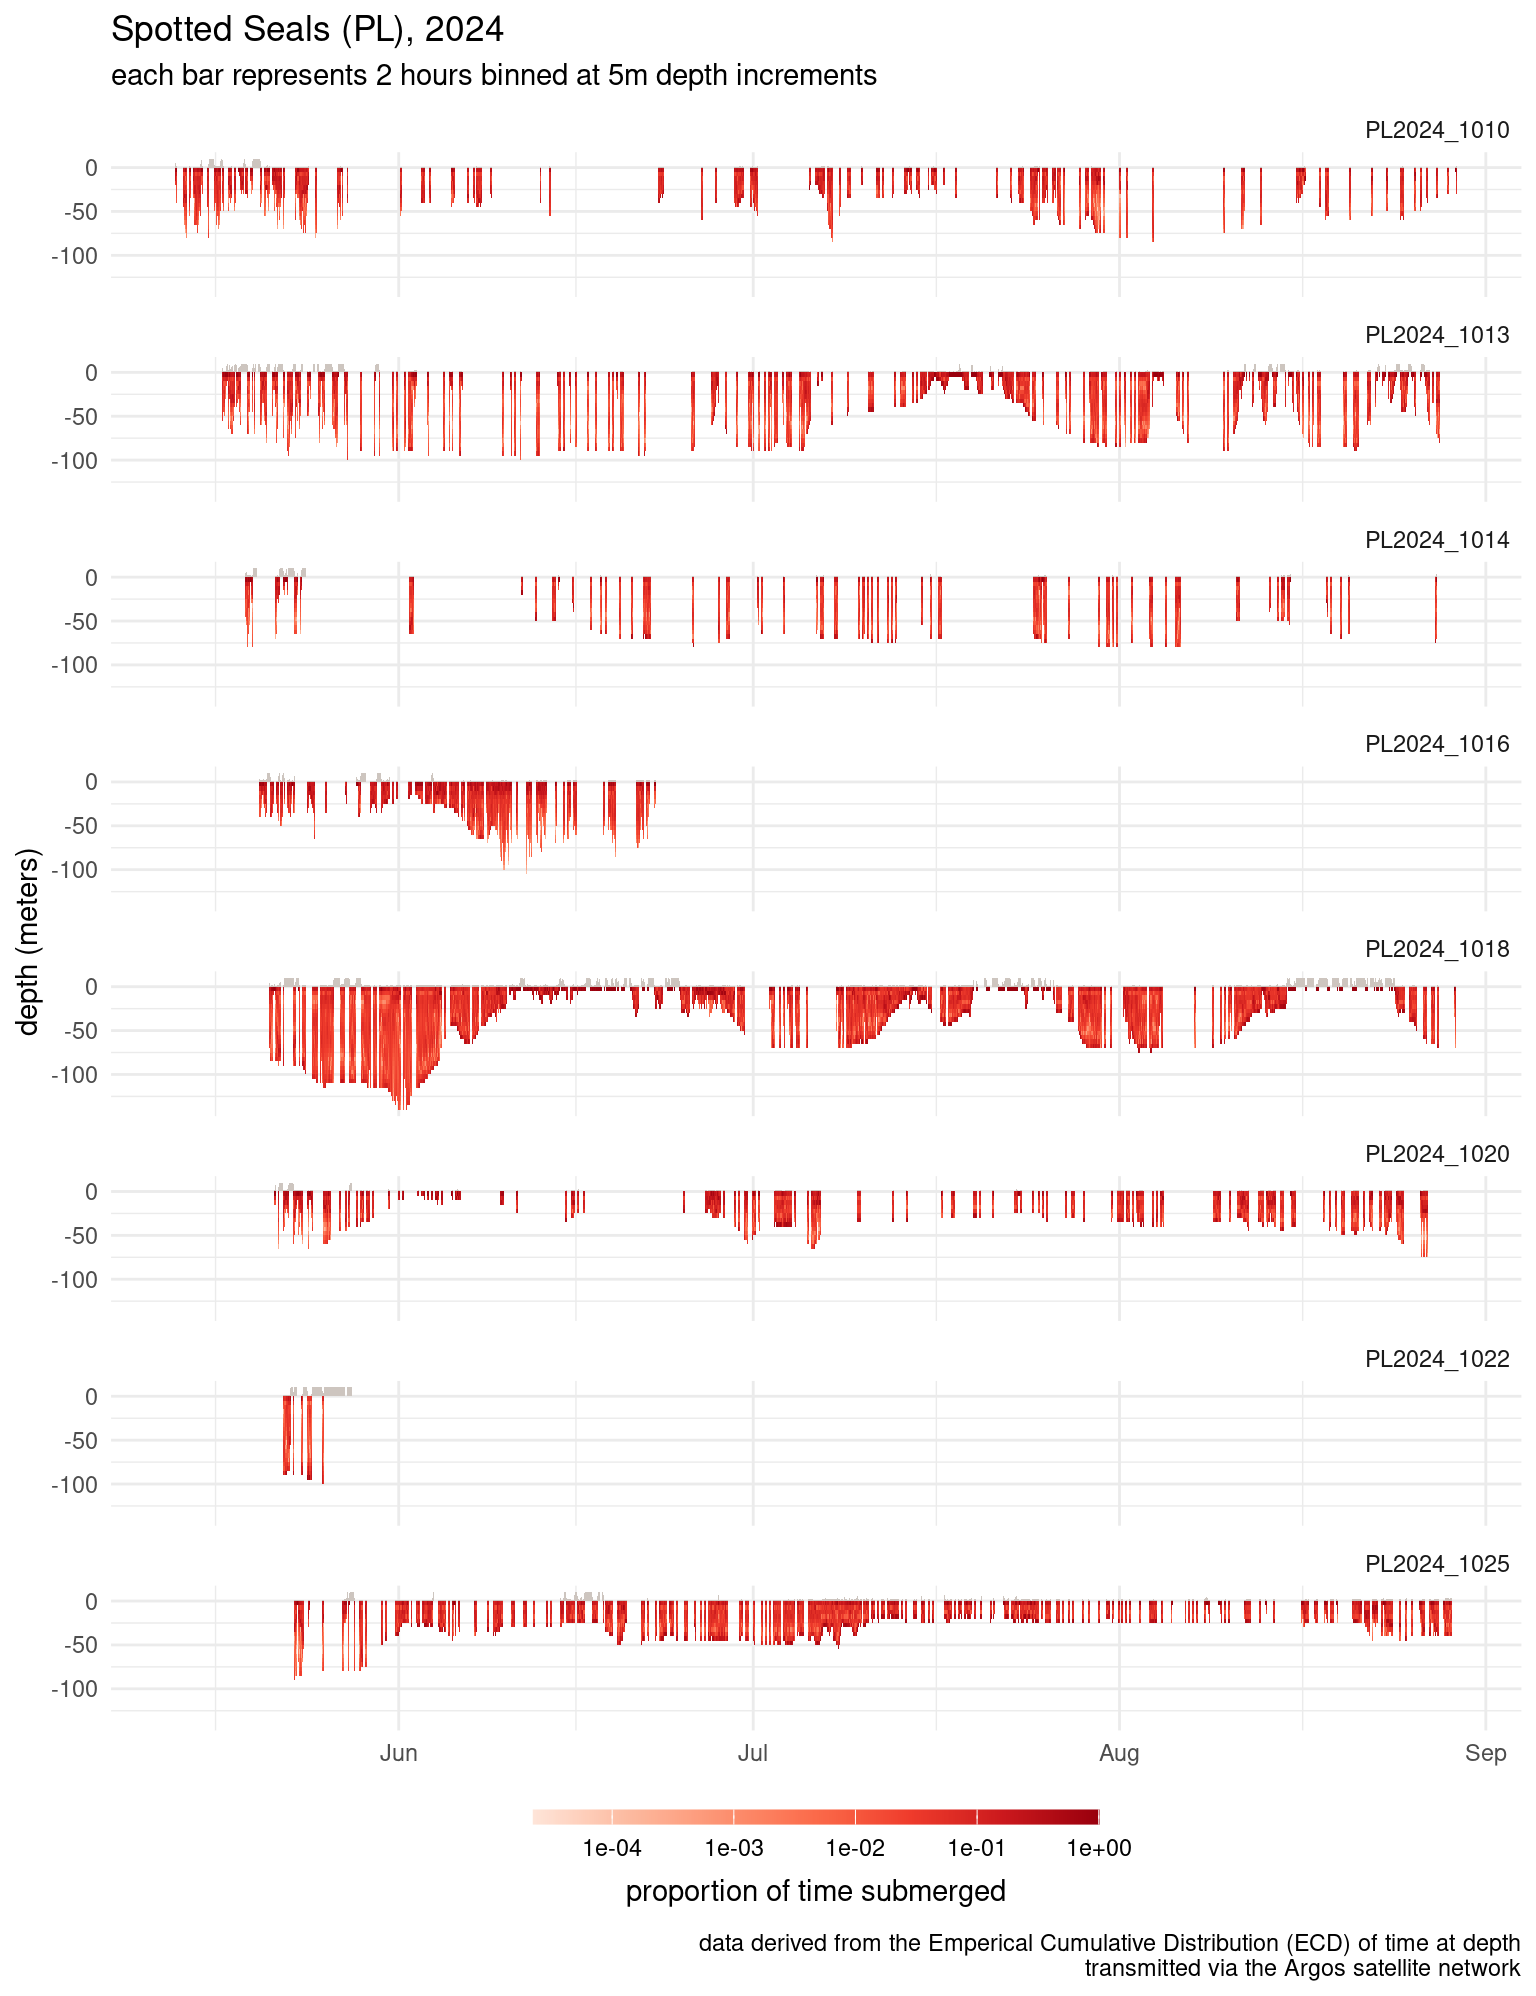 Spotted Seals (PL), 2024
each bar represents 2 hours binned at 5m depth increments
PL2024_1010
0
-50
-100
PL2024_1013
0
-50
-100
PL2024_1014
0
-50
-100
PL2024_1016
0
-50
-100
depth (meters)
PL2024_1018
0
-50
-100
PL2024_1020
0
-50
-100
PL2024_1022
0
-50
-100
PL2024_1025
0
-50
-100
Jun Jul Aug Sep
1e-04 1e-03 1e-02 1e-01 1e+00
proportion of time submerged
data derived from the Emperical Cumulative Distribution (ECD) of time at depth
transmitted via the Argos satellite network